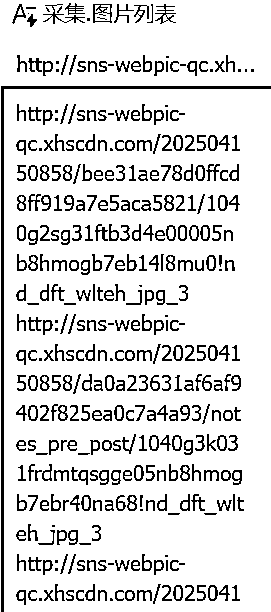 采集.图片列表
http://sns-webpic-qc.xh...
http://sns-webpic-
qc.xhscdn.com/2025041
50858/bee31ae78d0ffcd
8ff919a7e5aca5821/104
0g2sg31ftb3d4e00005n
b8hmogb7eb14l8mu0!n
d_dft_wlteh_jpg_3
http://sns-webpic-
qc.xhscdn.com/2025041
50858/da0a23631af6af9
402f825ea0c7a4a93/not
es_pre_post/1040g3k03
1frdmtqsgge05nb8hmog
b7ebr40na68!nd_dft_wlt
eh_jpg_3
http://sns-webpic-
qc.xhscdn.com/2025041